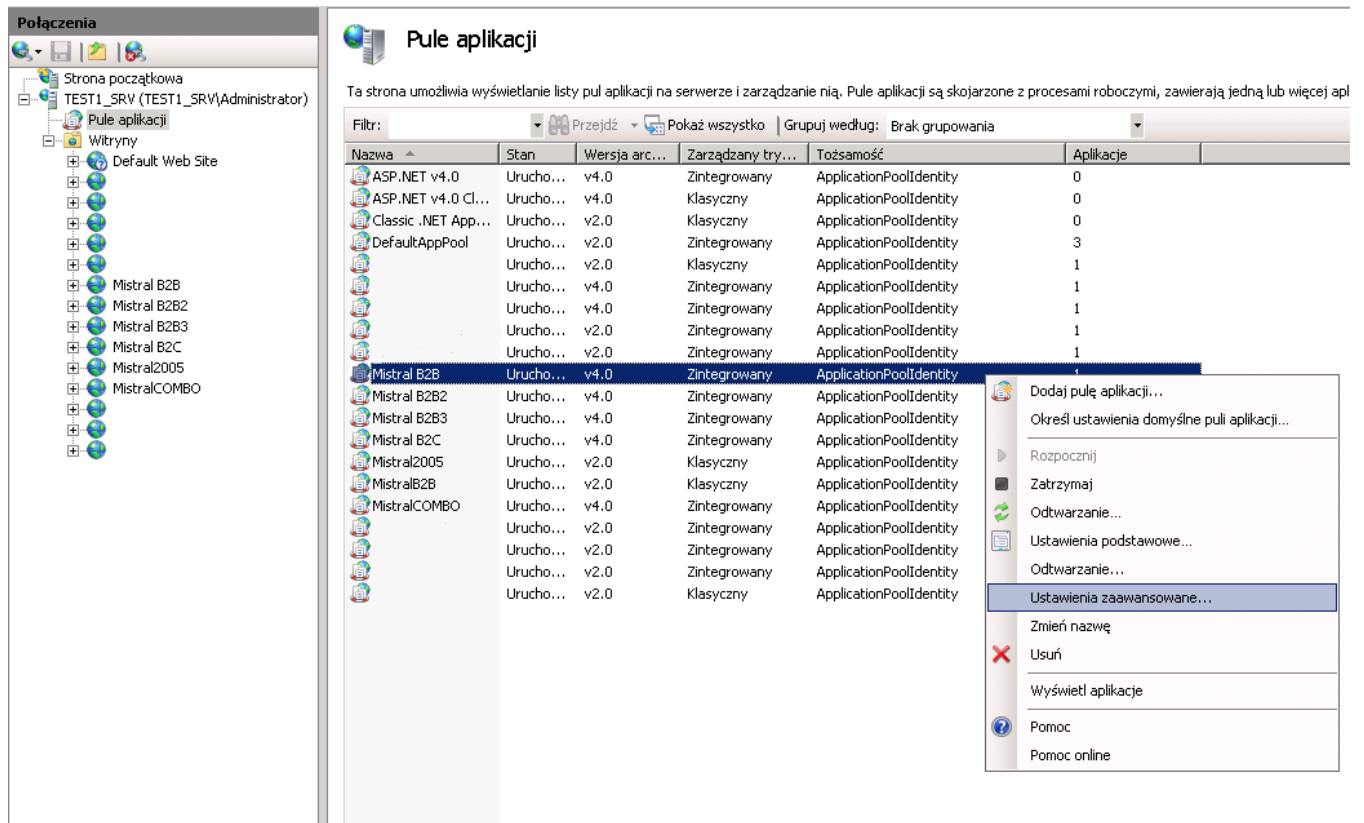 Połączenia
Strona początkowa
TEST1_SRV (TEST1_SRV\Administrator)
Pule aplikacji
Witryny
Default Web Site
Mistral B2B
Mistral B2B2
Mistral B2B3
Mistral B2C
Mistral2005
MistralCOMBO
Pule aplikacji
Ta strona umożliwia wyświetlanie listy pul aplikacji na serwerze i zarządzanie nią. Pule aplikacji są skojarzone z procesami roboczymi, zawierają jedną lub więcej apl
Filtr: Przejdź Pokaż wszystko Grupuj według: Brak grupowania
Nazwa Stan Wersja arc... Zarządzany try... Tożsamość Aplikacje
ASP.NET v4.0 Urucho... v4.0 Zintegrowany ApplicationPoolIdentity 0
ASP.NET v4.0 Cl... Urucho... v4.0 Klasyczny ApplicationPoolIdentity 0
Classic .NET App... Urucho... v2.0 Klasyczny ApplicationPoolIdentity 0
DefaultAppPool Urucho... v2.0 Zintegrowany ApplicationPoolIdentity 3
Urucho... v2.0 Klasyczny ApplicationPoolIdentity 1
Urucho... v4.0 Zintegrowany ApplicationPoolIdentity 1
Urucho... v4.0 Zintegrowany ApplicationPoolIdentity 1
Urucho... v2.0 Zintegrowany ApplicationPoolIdentity 1
Urucho... v2.0 Zintegrowany ApplicationPoolIdentity 1
Mistral B2B Urucho... v4.0 Zintegrowany ApplicationPoolIdentity 1
Mistral B2B2 Urucho... v4.0 Zintegrowany ApplicationPoolIdentity
Mistral B2B3 Urucho... v4.0 Zintegrowany ApplicationPoolIdentity
Mistral B2C Urucho... v4.0 Zintegrowany ApplicationPoolIdentity
Mistral2005 Urucho... v2.0 Klasyczny ApplicationPoolIdentity
MistralB2B Urucho... v2.0 Klasyczny ApplicationPoolIdentity
MistralCOMBO Urucho... v4.0 Zintegrowany ApplicationPoolIdentity
Urucho... v2.0 Zintegrowany ApplicationPoolIdentity
Urucho... v2.0 Zintegrowany ApplicationPoolIdentity
Urucho... v2.0 Zintegrowany ApplicationPoolIdentity
Urucho... v2.0 Klasyczny ApplicationPoolIdentity
Dodaj pulę aplikacji...
Określ ustawienia domyślne puli aplikacji...
Rozpocznij
Zatrzymaj
Odtwarzanie...
Ustawienia podstawowe...
Odtwarzanie...
Ustawienia zaawansowane...
Zmień nazwę
Usuń
Wyświetl aplikacje
Pomoc
Pomoc online